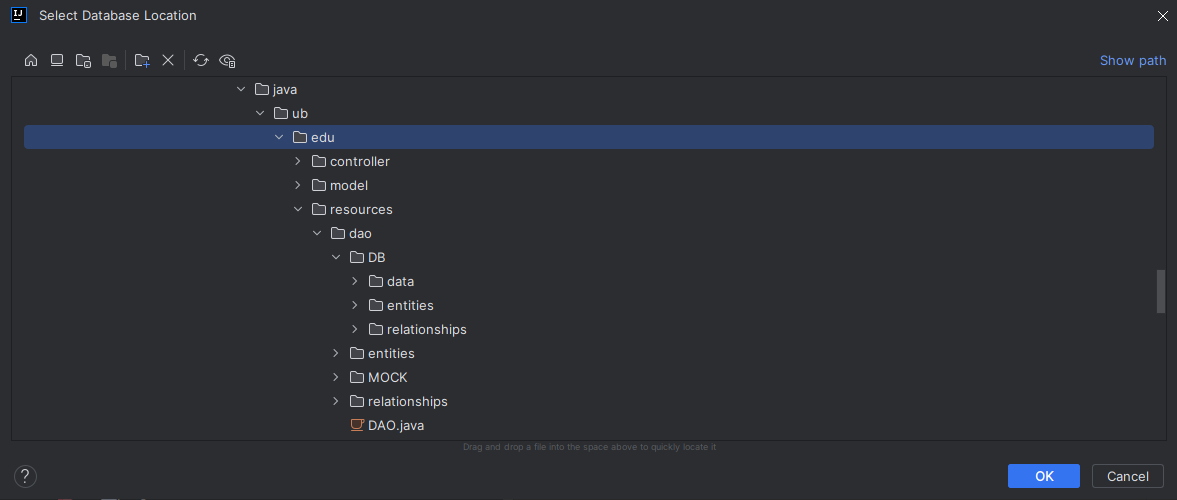 IJ
Select Database Location
Show path
java
ub
edu
controller
model
resources
dao
DB
data
entities
relationships
entities
MOCK
relationships
DAO.java
Drag and drop a file into the space above to quickly locate it
?
OK
Cancel